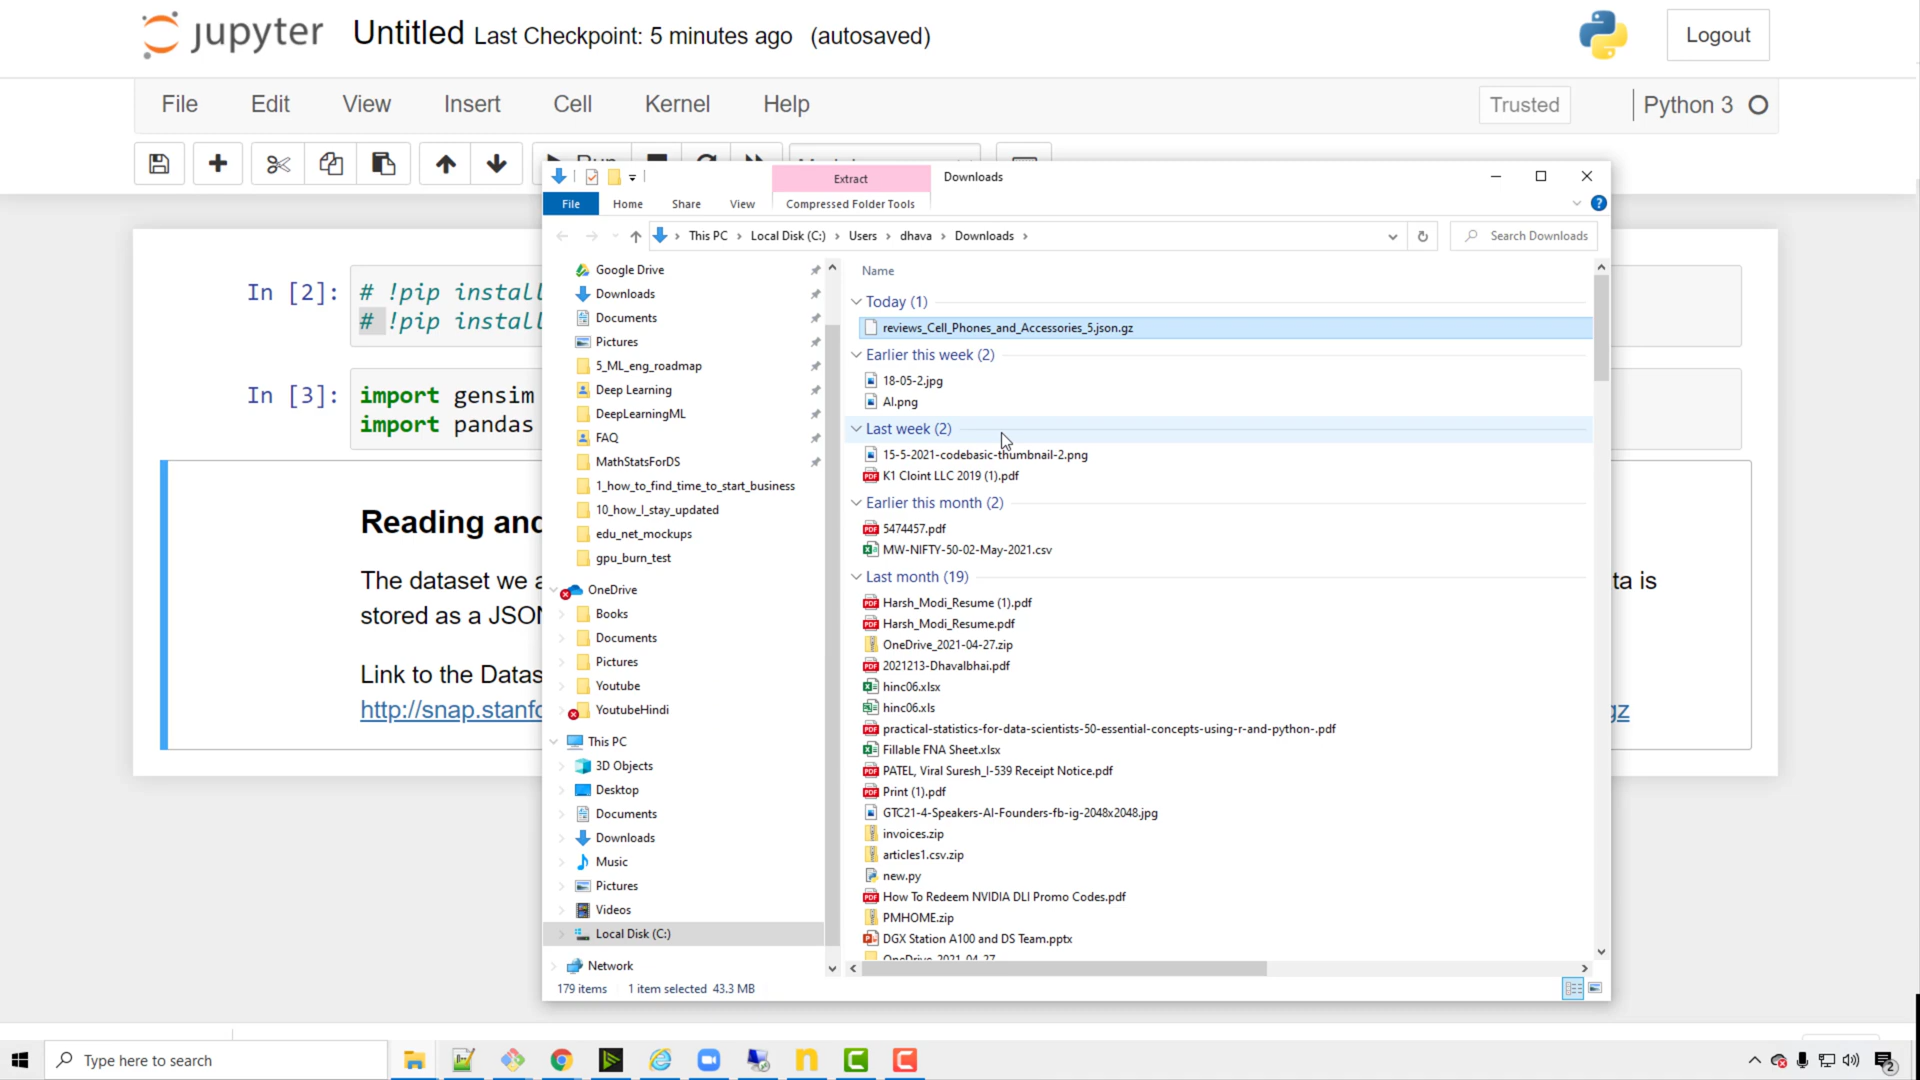 jupyter Untitled Last Checkpoint: 5 minutes ago (autosaved)
Logout
File Edit View Insert Cell Kernel Help
Trusted
Python 3
Extract
Downloads
File Home Share View Compressed Folder Tools
This PC › Local Disk (C:) › Users › dhava › Downloads ›
Search Downloads
In [2]: # !pip install
# !pip install
In [3]: import gensim
import pandas
Reading and
The dataset we a
ta is
stored as a JSON
Link to the Datas
http://snap.stanfo
gz
Google Drive
Downloads
Documents
Pictures
5_ML_eng_roadmap
Deep Learning
DeepLearningML
FAQ
MathStatsForDS
1_how_to_find_time_to_start_business
10_how_I_stay_updated
edu_net_mockups
gpu_burn_test
OneDrive
Books
Documents
Pictures
Youtube
YoutubeHindi
This PC
3D Objects
Desktop
Documents
Downloads
Music
Pictures
Videos
Local Disk (C:)
Network
Name
Today (1)
reviews_Cell_Phones_and_Accessories_5.json.gz
Earlier this week (2)
18-05-2.jpg
AI.png
Last week (2)
15-5-2021-codebasic-thumbnail-2.png
K1 Cloint LLC 2019 (1).pdf
Earlier this month (2)
5474457.pdf
MW-NIFTY-50-02-May-2021.csv
Last month (19)
Harsh_Modi_Resume (1).pdf
Harsh_Modi_Resume.pdf
OneDrive_2021-04-27.zip
2021213-Dhavalbhai.pdf
hinc06.xlsx
hinc06.xls
practical-statistics-for-data-scientists-50-essential-concepts-using-r-and-python-.pdf
Fillable FNA Sheet.xlsx
PATEL, Viral Suresh_I-539 Receipt Notice.pdf
Print (1).pdf
GTC21-4-Speakers-AI-Founders-fb-ig-2048x2048.jpg
invoices.zip
articles1.csv.zip
new.py
How To Redeem NVIDIA DLI Promo Codes.pdf
PMHOME.zip
DGX Station A100 and DS Team.pptx
OneDrive_2021-04-27
179 items 1 item selected 43.3 MB
Type here to search
2